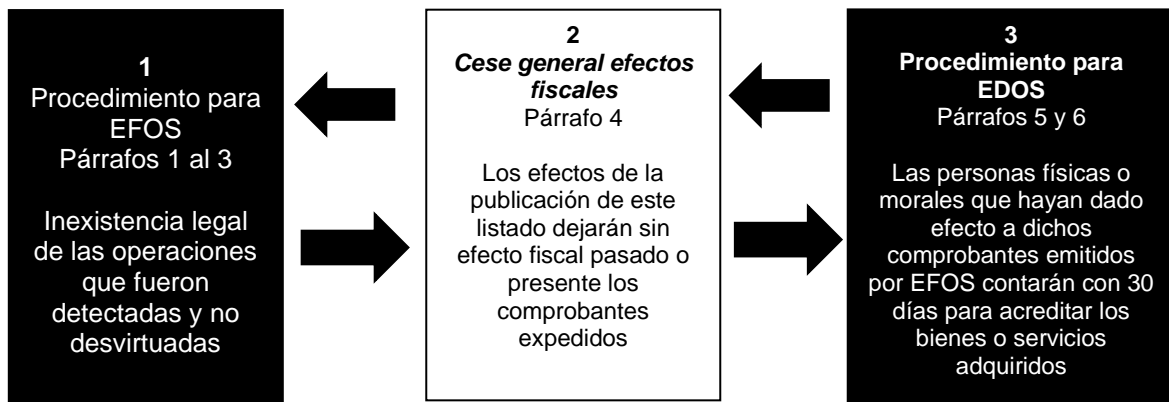 1
Procedimiento para
EFOS
Párrafos 1 al 3
Inexistencia legal
de las operaciones
que fueron
detectadas y no
desvirtuadas
2
Cese general efectos
fiscales
Párrafo 4
Los efectos de la
publicación de este
listado dejarán sin
efecto fiscal pasado o
presente los
comprobantes
expedidos
3
Procedimiento para
EDOS
Párrafos 5 y 6
Las personas físicas o
morales que hayan dado
efecto a dichos
comprobantes emitidos
por EFOS contarán con 30
días para acreditar los
bienes o servicios
adquiridos